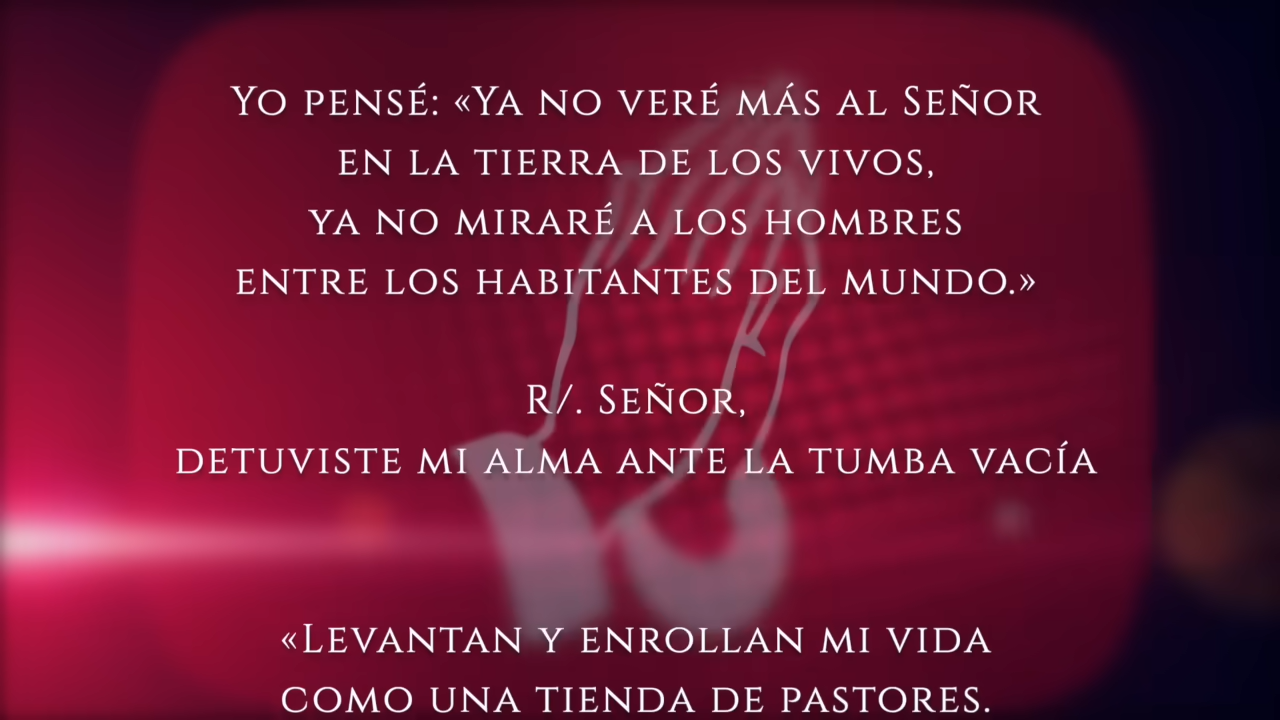 Yo pensé: «Ya no veré más al Señor
en la tierra de los vivos,
ya no miraré a los hombres
entre los habitantes del mundo.»
R/. Señor,
detuviste mi alma ante la tumba vacía
«Levantan y enrollan mi vida
como una tienda de pastores.